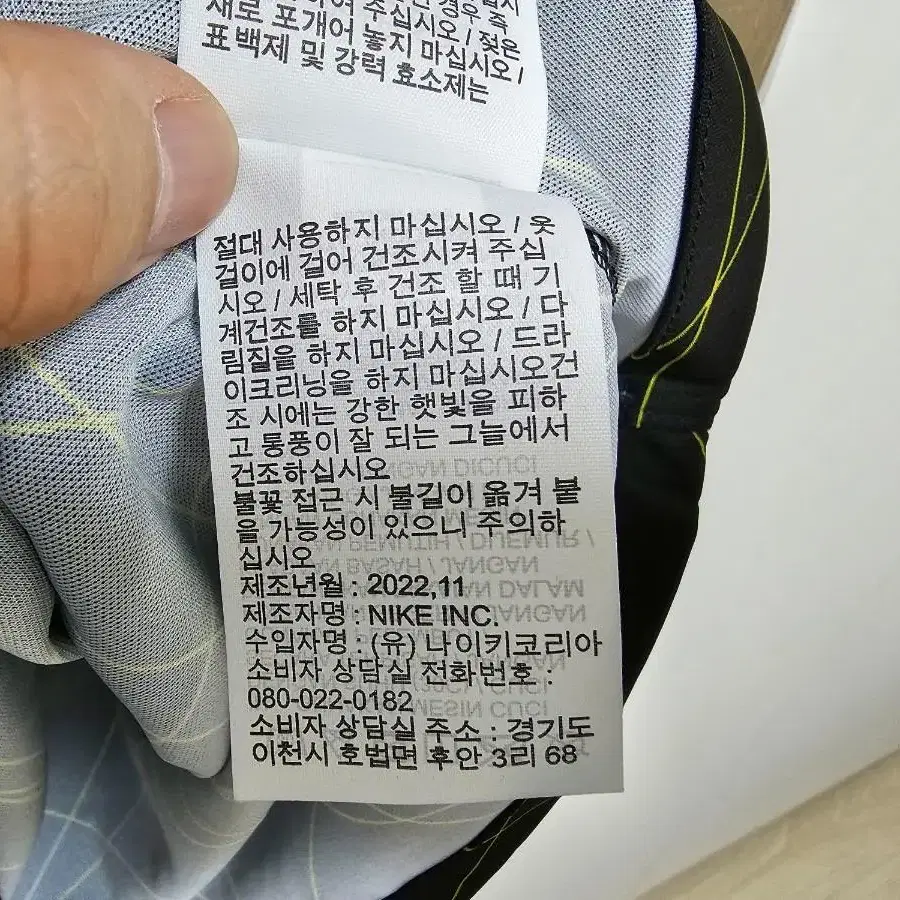 경우 즉
하여 주십시오 / 젖은
새로 포개어 놓지 마십시오 /
표백제 및 강력 효소제는
절대 사용하지 마십시오 / 옷
걸이에 걸어 건조시켜 주십
시오 / 세탁 후 건조 할 때 기
계건조를 하지 마십시오 / 다
림질을 하지 마십시오 / 드라
이크리닝을 하지 마십시오건
조 시에는 강한 햇빛을 피하
고 통풍이 잘 되는 그늘에서
건조하십시오
불꽃 접근 시 불길이 옮겨 붙
을 가능성이 있으니 주의하
십시오
제조년월 : 2022,11
제조자명 : NIKE INC.
수입자명 : (유) 나이키코리아
소비자 상담실 전화번호 :
080-022-0182
소비자 상담실 주소 : 경기도
이천시 호법면 후안 3리 68